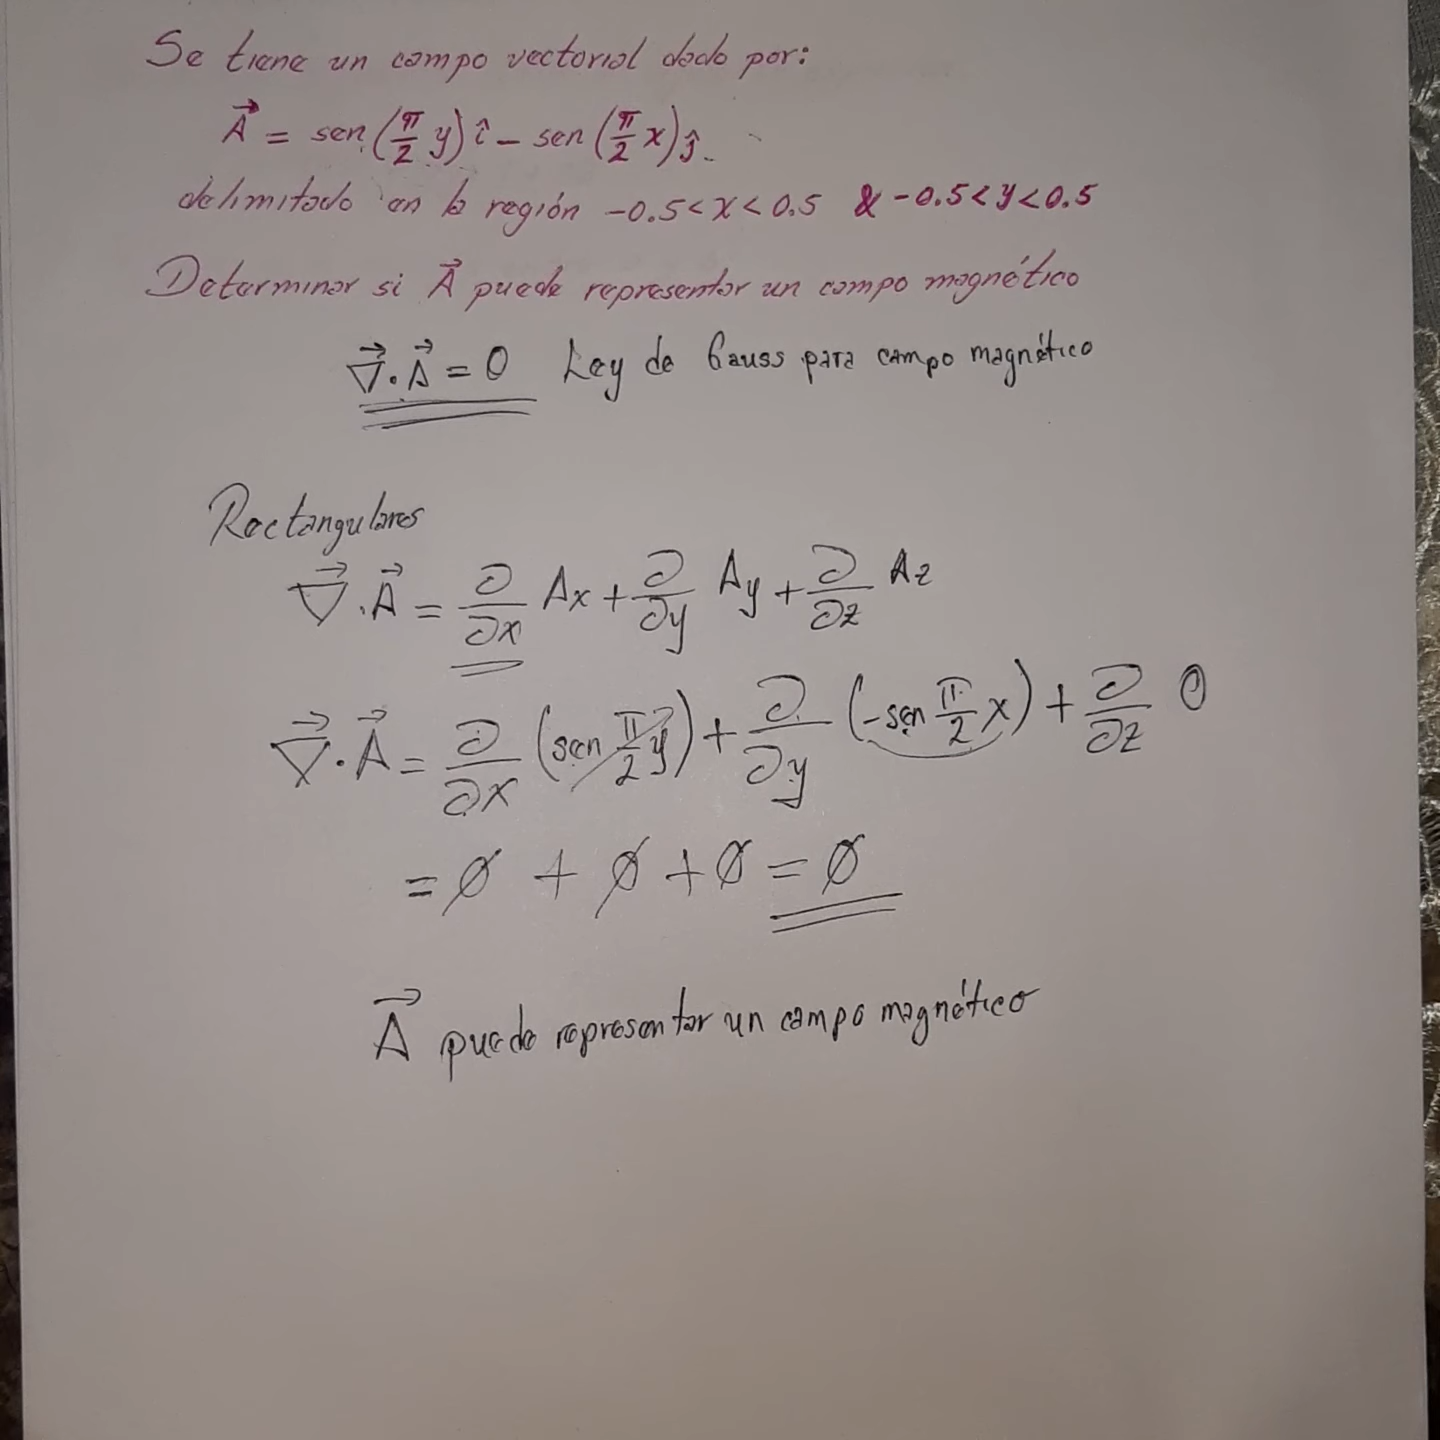 Se tiene un campo vectorial dado por:
A⃗ = sen(π/2 y) î - sen(π/2 x) ĵ.
delimitado en la región -0.5 < x < 0.5 & -0.5 < y < 0.5
Determinar si A⃗ puede representar un campo magnético
∇⃗·A⃗ = 0 Ley de Gauss para campo magnético
Rectangulares
∇⃗·A⃗ = ∂/∂x Ax + ∂/∂y Ay + ∂/∂z Az
∇⃗·A⃗ = ∂/∂x (sen π/2 y) + ∂/∂y (-sen π/2 x) + ∂/∂z 0
= 0 + 0 + 0 = 0
A⃗ puede representar un campo magnético